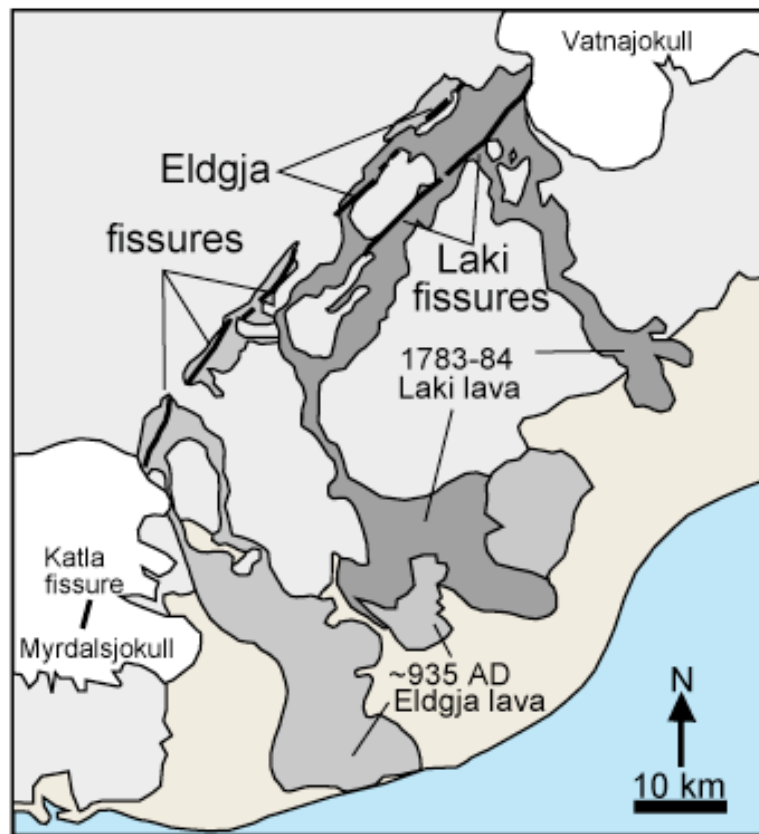 Vatnajokull
Eldgja
fissures
Laki
fissures
1783-84
Laki lava
Katla
fissure
Myrdalsjokull
~935 AD
Eldgja lava
N
10 km